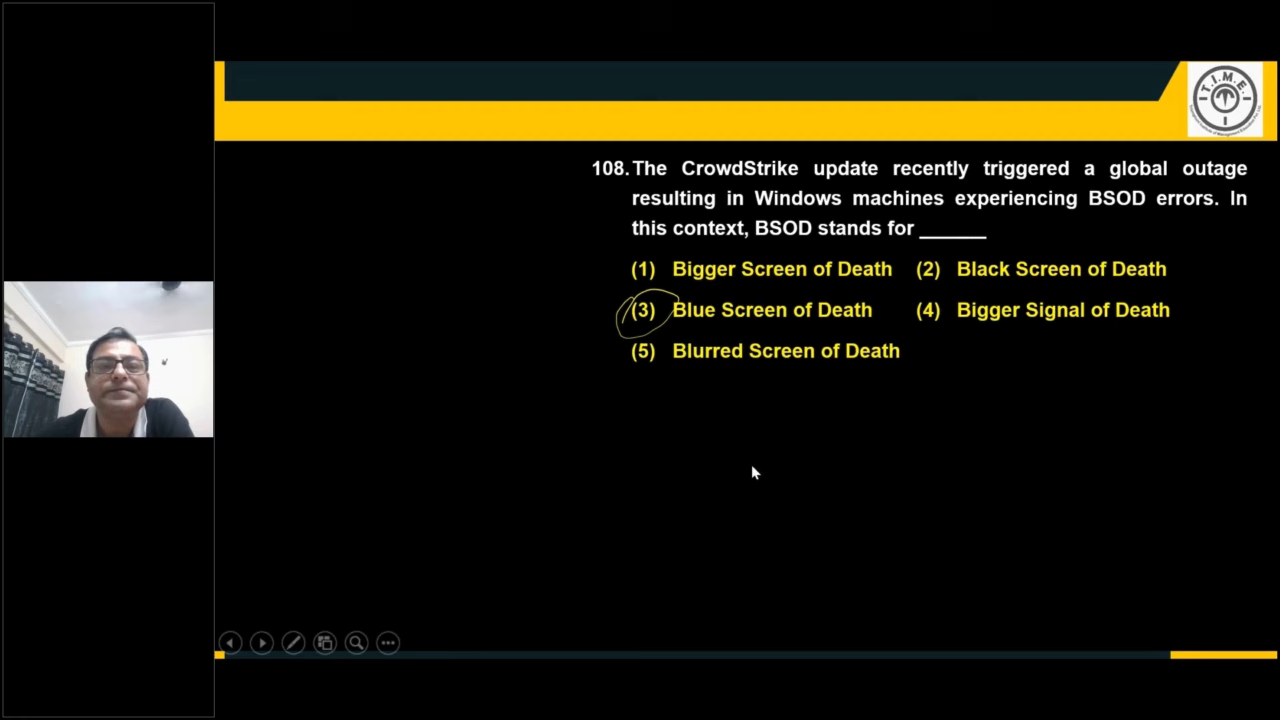 T.I.M.E.
108. The CrowdStrike update recently triggered a global outage
resulting in Windows machines experiencing BSOD errors. In
this context, BSOD stands for ______
(1) Bigger Screen of Death (2) Black Screen of Death
(3) Blue Screen of Death (4) Bigger Signal of Death
(5) Blurred Screen of Death